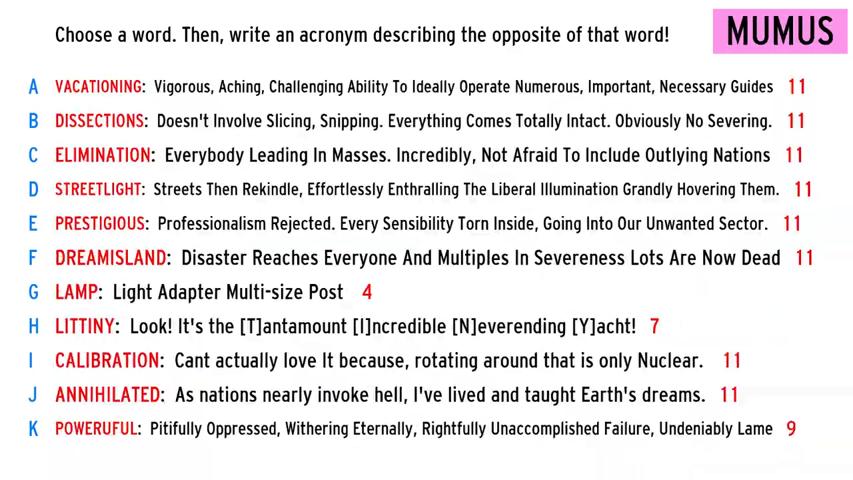 Choose a word. Then, write an acronym describing the opposite of that word!
MUMUS
A VACATIONING: Vigorous, Aching, Challenging Ability To Ideally Operate Numerous, Important, Necessary Guides 11
B DISSECTIONS: Doesn't Involve Slicing, Snipping. Everything Comes Totally Intact. Obviously No Severing. 11
C ELIMINATION: Everybody Leading In Masses. Incredibly, Not Afraid To Include Outlying Nations 11
D STREETLIGHT: Streets Then Rekindle, Effortlessly Enthralling The Liberal Illumination Grandly Hovering Them. 11
E PRESTIGIOUS: Professionalism Rejected. Every Sensibility Torn Inside, Going Into Our Unwanted Sector. 11
F DREAMISLAND: Disaster Reaches Everyone And Multiples In Severeness Lots Are Now Dead 11
G LAMP: Light Adapter Multi-size Post 4
H LITTINY: Look! It's the [T]antamount [I]ncredible [N]everending [Y]acht! 7
I CALIBRATION: Cant actually love It because, rotating around that is only Nuclear. 11
J ANNIHILATED: As nations nearly invoke hell, I've lived and taught Earth's dreams. 11
K POWERUFUL: Pitifully Oppressed, Withering Eternally, Rightfully Unaccomplished Failure, Undeniably Lame 9